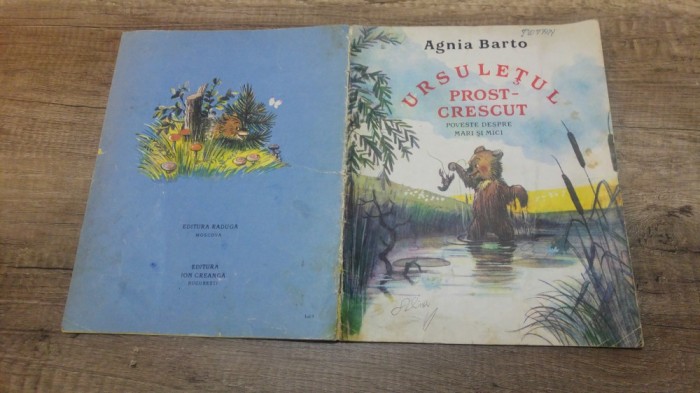 Agnia Barto
URSULEȚUL
PROST-
CRESCUT
POVESTE DESPRE
MARI ȘI MICI
EDITURA RADUGA
MOSCOVA
EDITURA
ION CREANGĂ
BUCUREȘTI